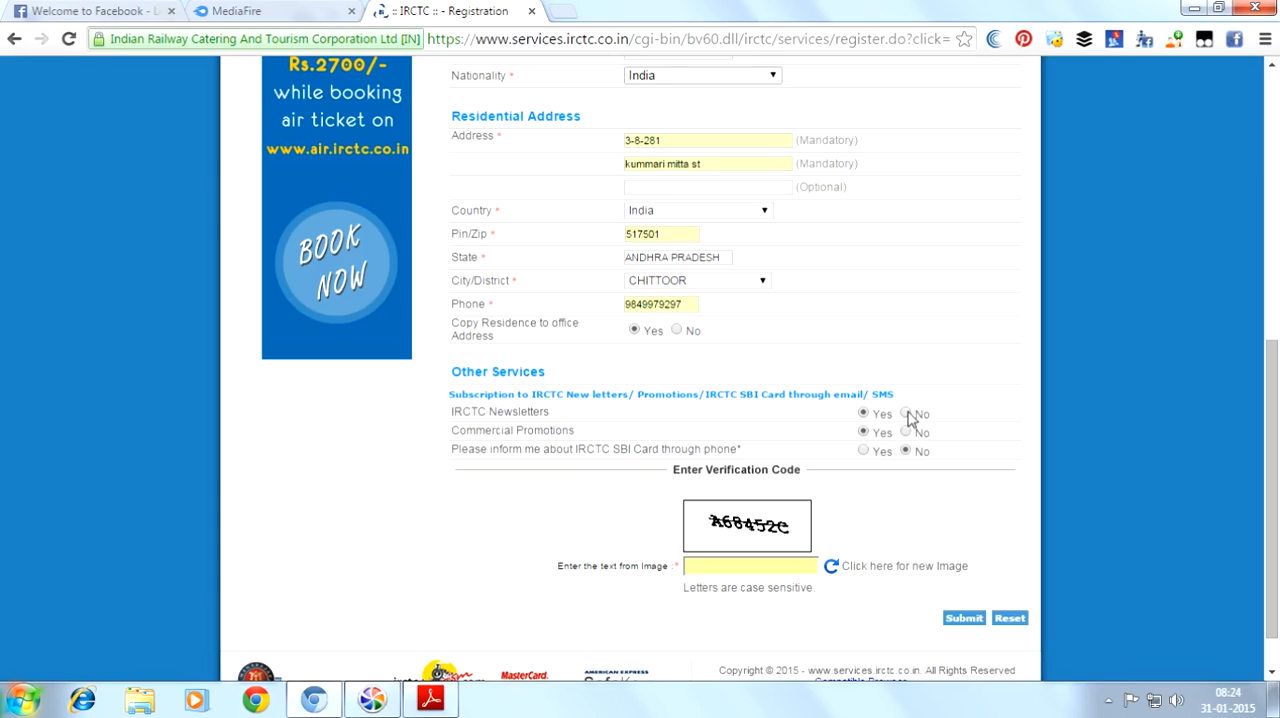 Welcome to Facebook - L
MediaFire
:: IRCTC :: - Registration
Indian Railway Catering And Tourism Corporation Ltd [IN]
https://www.services.irctc.co.in/cgi-bin/bv60.dll/irctc/services/register.do?click=
Rs.2700/-
while booking
air ticket on
www.air.irctc.co.in
BOOK
NOW
Nationality * India
Residential Address
Address * 3-8-281 (Mandatory)
kummari mitta st (Mandatory)
(Optional)
Country * India
Pin/Zip * 517501
State * ANDHRA PRADESH
City/District * CHITTOOR
Phone * 9849979297
Copy Residence to office
Address Yes No
Other Services
Subscription to IRCTC New letters/ Promotions/IRCTC SBI Card through email/ SMS
IRCTC Newsletters Yes No
Commercial Promotions Yes No
Please inform me about IRCTC SBI Card through phone* Yes No
Enter Verification Code
A68452C
Enter the text from Image :* Click here for new Image
Letters are case sensitive.
Submit Reset
MasterCard.
AMERICAN EXPRESS
Copyright © 2015 - www.services.irctc.co.in. All Rights Reserved
08:24
31-01-2015